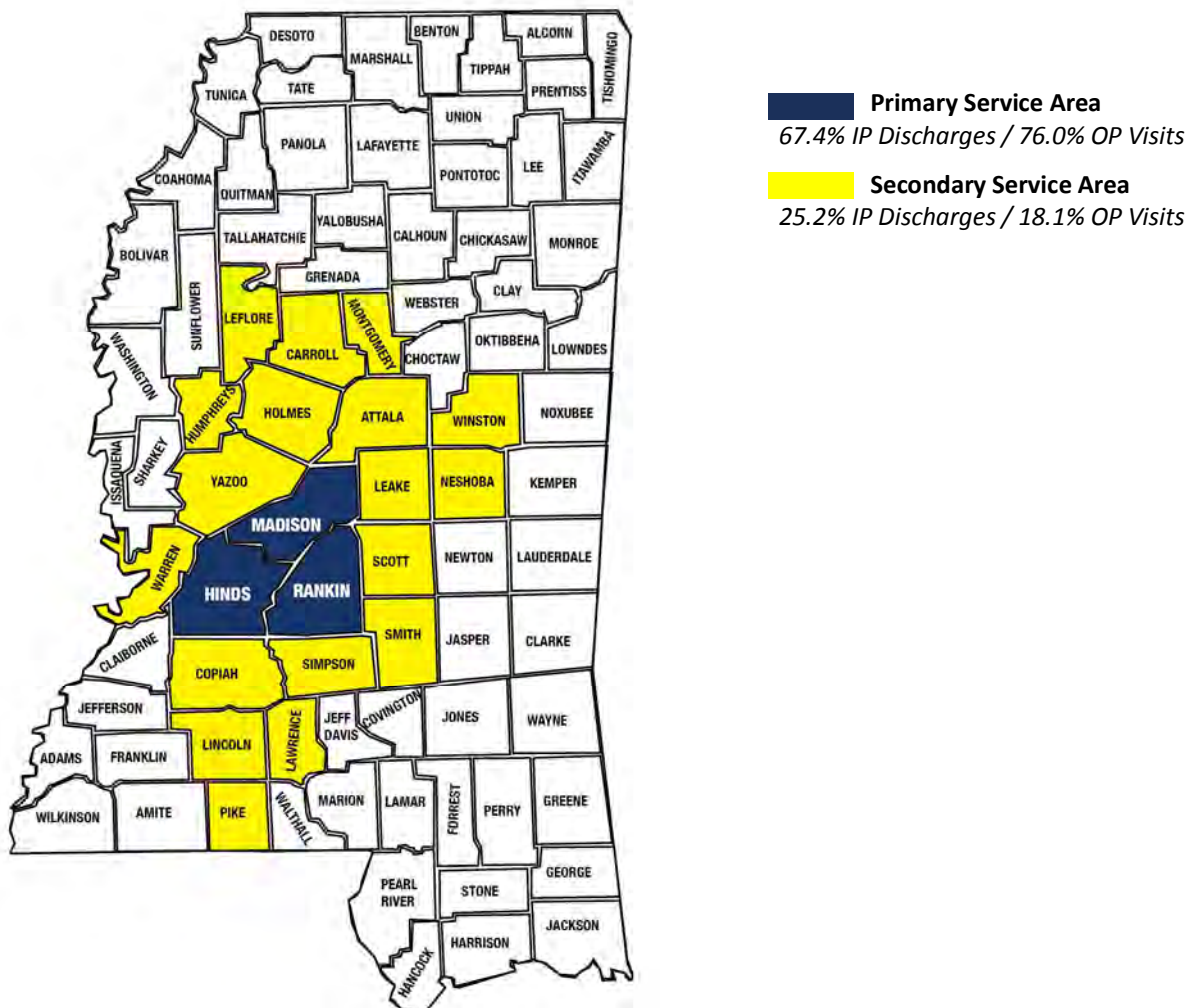 DESOTO
BENTON
ALCORN
MARSHALL
TIPPAH
TISHOMINGO
TUNICA
TATE
PRENTISS
UNION
PANOLA
LAFAYETTE
ITAWAMBA
COAHOMA
QUITMAN
PONTOTOC
LEE
YALOBUSHA
TALLAHATCHIE
CALHOUN
CHICKASAW
MONROE
BOLIVAR
GRENADA
CLAY
WEBSTER
SUNFLOWER
LEFLORE
MONTGOMERY
OKTIBBEHA
LOWNDES
WASHINGTON
CARROLL
CHOCTAW
HUMPHREYS
HOLMES
ATTALA
WINSTON
NOXUBEE
ISSAQUENA
SHARKEY
YAZOO
LEAKE
NESHOBA
KEMPER
MADISON
WARREN
SCOTT
NEWTON
LAUDERDALE
HINDS
RANKIN
CLAIBORNE
SMITH
JASPER
CLARKE
COPIAH
SIMPSON
JEFFERSON
LAWRENCE
JEFF
DAVIS
COVINGTON
JONES
WAYNE
ADAMS
FRANKLIN
LINCOLN
WILKINSON
AMITE
PIKE
WALTHALL
MARION
LAMAR
FORREST
PERRY
GREENE
PEARL
RIVER
STONE
GEORGE
HANCOCK
HARRISON
JACKSON
Primary Service Area
67.4% IP Discharges / 76.0% OP Visits
Secondary Service Area
25.2% IP Discharges / 18.1% OP Visits